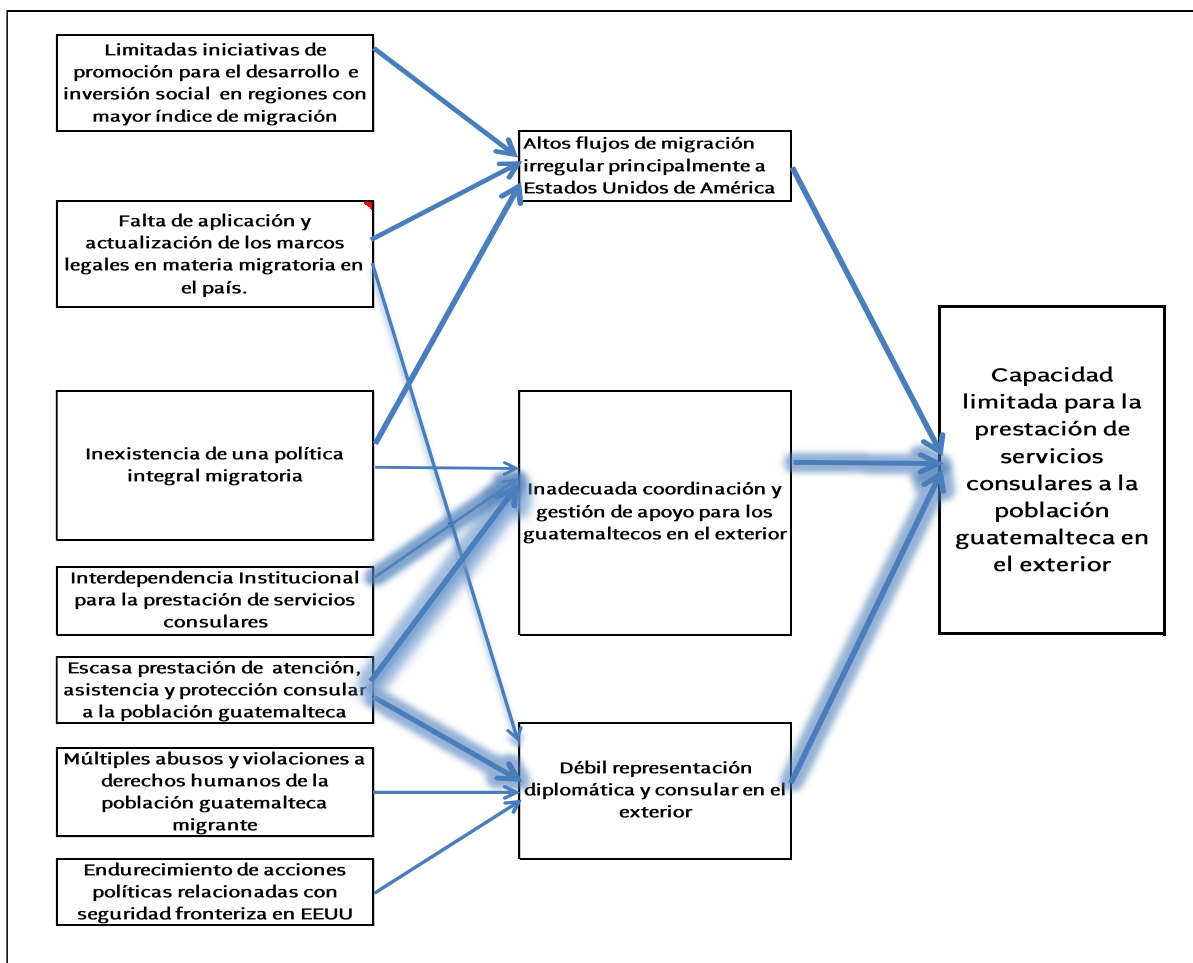 Limitadas iniciativas de
promoción para el desarrollo e
inversión social en regiones con
mayor índice de migración
Falta de aplicación y
actualización de los marcos
legales en materia migratoria en
el país.
Inexistencia de una política
integral migratoria
Interdependencia Institucional
para la prestación de servicios
consulares
Escasa prestación de atención,
asistencia y protección consular
a la población guatemalteca
Múltiples abusos y violaciones a
derechos humanos de la
población guatemalteca
migrante
Endurecimiento de acciones
políticas relacionadas con
seguridad fronteriza en EEUU
Altos flujos de migración
irregular principalmente a
Estados Unidos de América
Inadecuada coordinación y
gestión de apoyo para los
guatemaltecos en el exterior
Débil representación
diplomática y consular en el
exterior
Capacidad
limitada para la
prestación de
servicios
consulares a la
población
guatemalteca en
el exterior